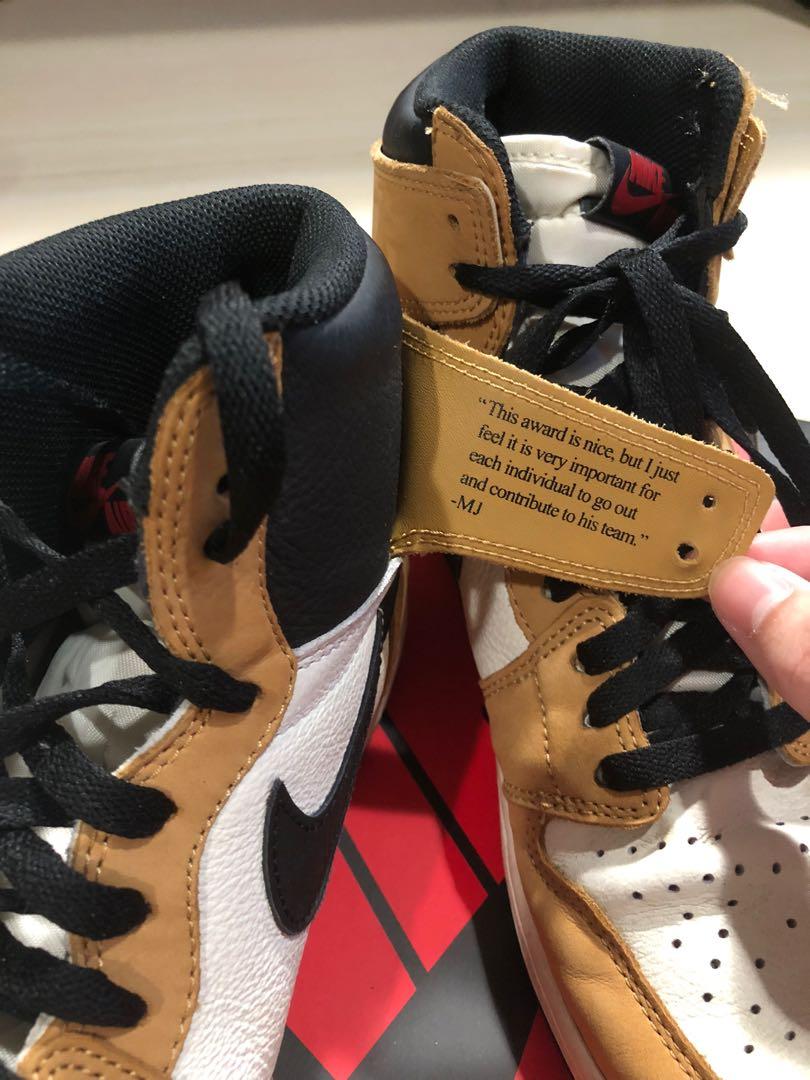 NIKE
“This award is nice, but I just
feel it is very important for
each individual to go out
and contribute to his team.”
-MJ